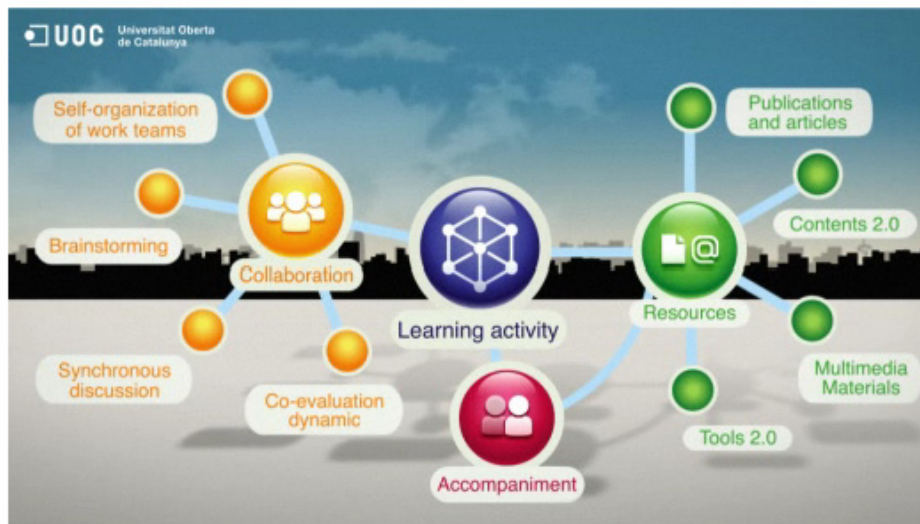 UOC
Universitat Oberta
de Catalunya
Self-organization
of work teams
Brainstorming
Collaboration
Synchronous
discussion
Co-evaluation
dynamic
Learning activity
Accompaniment
Publications
and articles
Contents 2.0
Resources
Multimedia
Materials
Tools 2.0
@